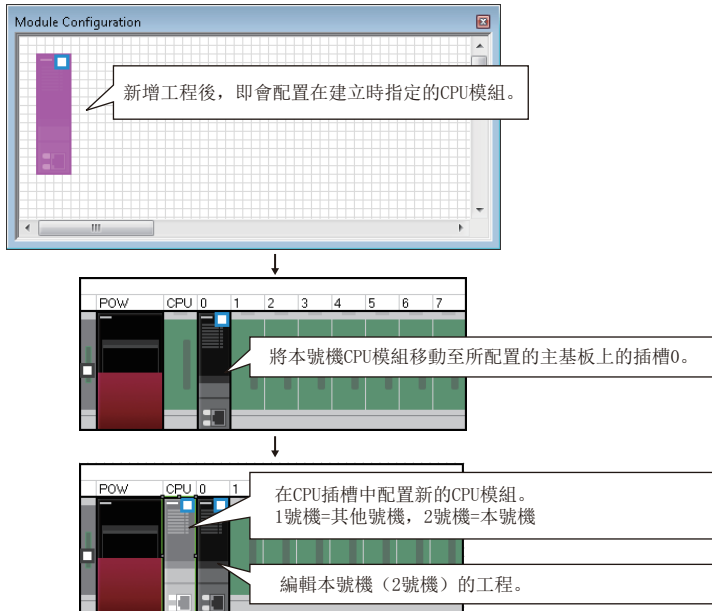 Module Configuration
新增工程後，即會配置在建立時指定的CPU模組。
POW CPU 0 1 2 3 4 5 6 7
將本號機CPU模組移動至所配置的主基板上的插槽0。
POW CPU 0 1
在CPU插槽中配置新的CPU模組。
1號機=其他號機，2號機=本號機
編輯本號機（2號機）的工程。